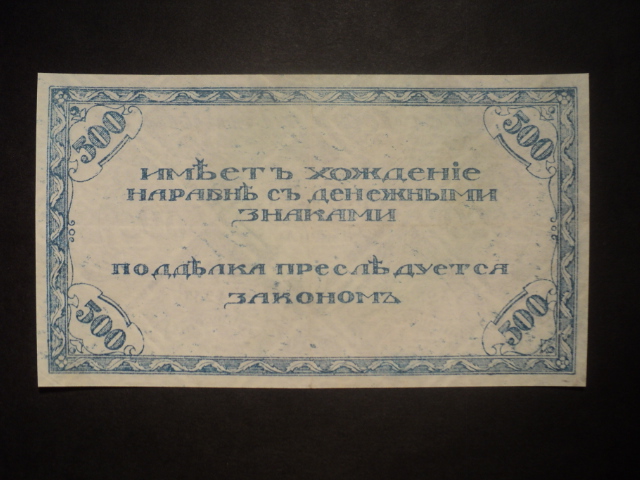 500 500
ИМѢЕТЪ ХОЖДЕНІЕ
НАРАВНѢ СЪ ДЕНЕЖНЫМИ
ЗНАКАМИ
ПОДДѢЛКА ПРЕСЛѢДУЕТСЯ
ЗАКОНОМЪ
500 500